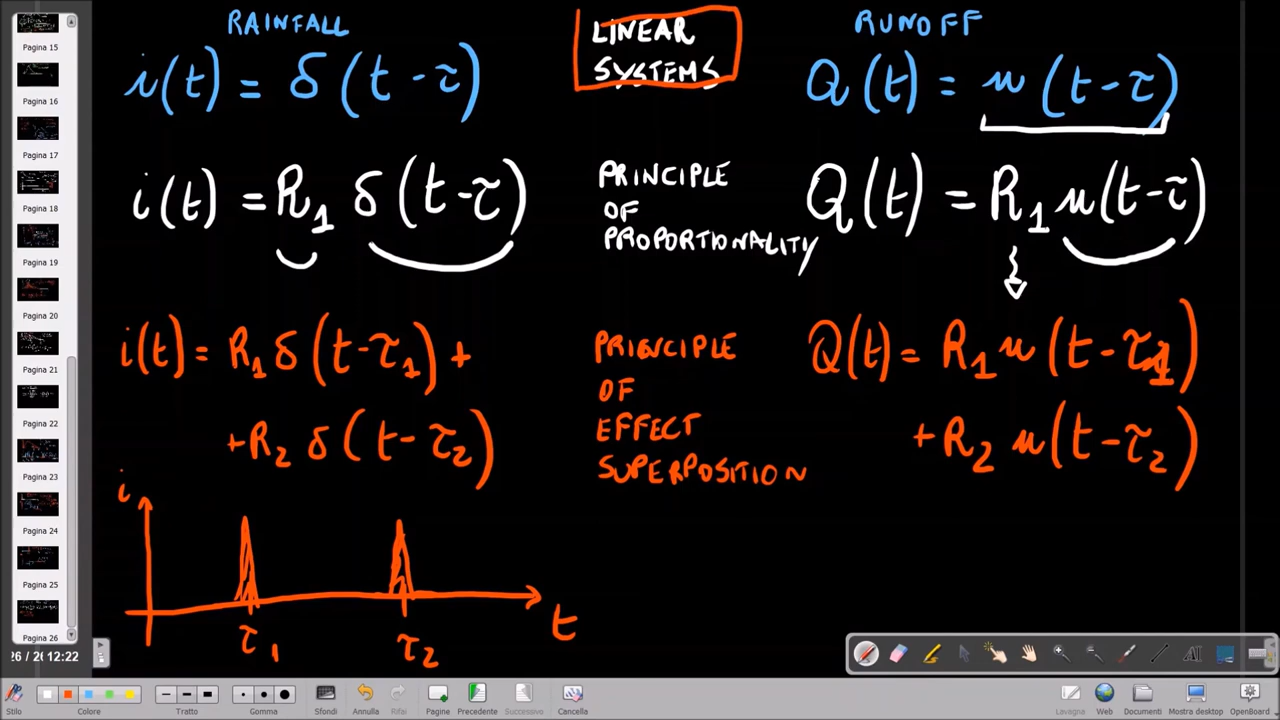 RAINFALL
LINEAR SYSTEMS
RUNOFF
i(t) = δ(t-τ)
Q(t) = u(t-τ)
i(t) = R₁ δ(t-τ)
PRINCIPLE
OF
PROPORTIONALITY
Q(t) = R₁ u(t-τ)
i(t) = R₁ δ(t-τ₁) +
+R₂ δ(t-τ₂)
PRINCIPLE
OF
EFFECT
SUPERPOSITION
Q(t) = R₁ u(t-τ₁)
+R₂ u(t-τ₂)
i
t
τ₁
τ₂
Pagina 15
Pagina 16
Pagina 17
Pagina 18
Pagina 19
Pagina 20
Pagina 21
Pagina 22
Pagina 23
Pagina 24
Pagina 25
Pagina 26
26 / 26 12:22
Stilo
Colore
Tratto
Gomma
Sfondi
Annulla
Rifai
Pagine
Precedente
Successivo
Cancella
Lavagna
Web
Documenti
Mostra desktop
OpenBoard